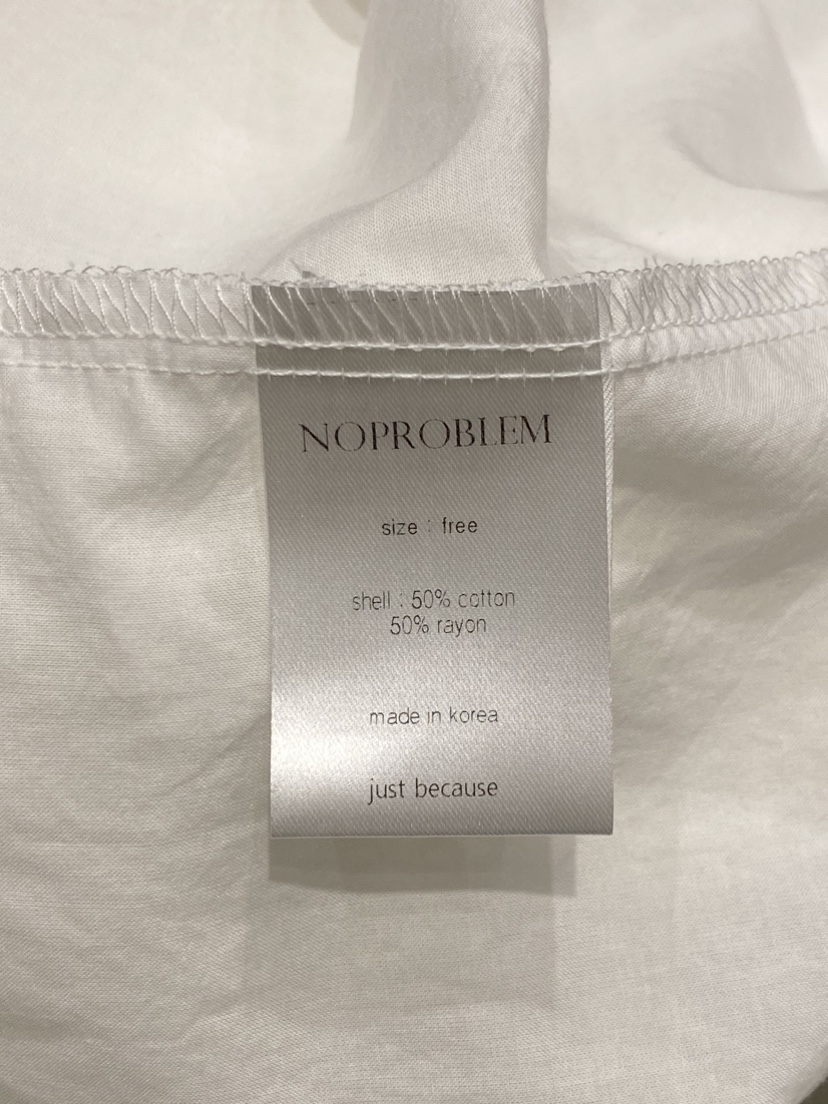 NOPROBLEM
size : free
shell : 50% cotton
50% rayon
made in korea
just because